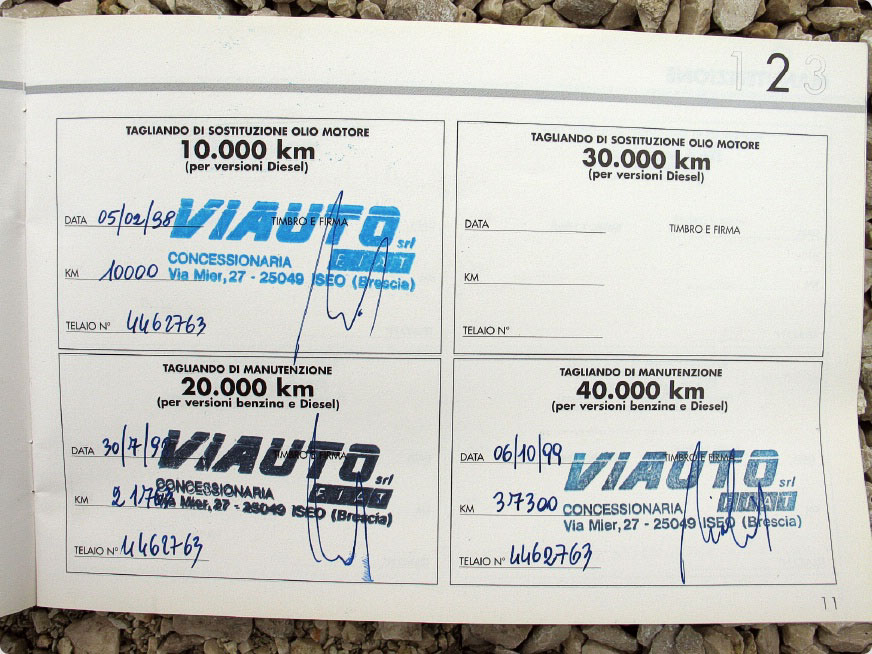 1 2 3
TAGLIANDO DI SOSTITUZIONE OLIO MOTORE
10.000 km
(per versioni Diesel)
DATA 05/02/98 TIMBRO E FIRMA
VIAUTO srl
CONCESSIONARIA FIAT
KM 10000 Via Mier, 27 - 25049 ISEO (Brescia)
TELAIO N° 4462763
TAGLIANDO DI SOSTITUZIONE OLIO MOTORE
30.000 km
(per versioni Diesel)
DATA TIMBRO E FIRMA
KM
TELAIO N°
TAGLIANDO DI MANUTENZIONE
20.000 km
(per versioni benzina e Diesel)
DATA 30/7/9 TIMBRO E FIRMA
VIAUTO srl
CONCESSIONARIA FIAT
KM
Via Mier, 27 - 25049 ISEO (Brescia)
TELAIO N° 4462763
TAGLIANDO DI MANUTENZIONE
40.000 km
(per versioni benzina e Diesel)
DATA 06/10/99 TIMBRO E FIRMA
VIAUTO srl
KM 37300 CONCESSIONARIA FIAT
Via Mier, 27 - 25049 ISEO (Brescia)
TELAIO N° 4462763
11